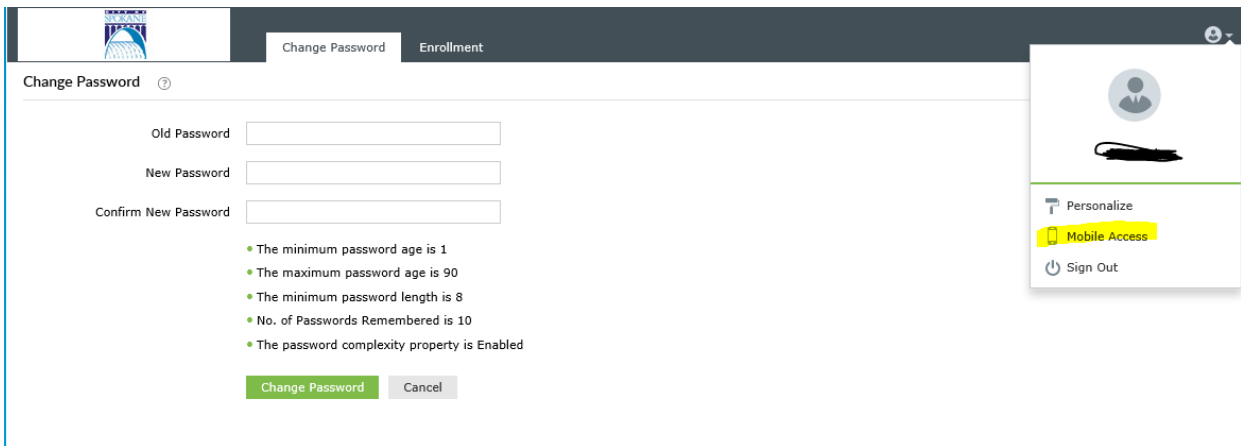 CITY OF
SPOKANE
Change Password
Enrollment
Change Password ?
Old Password
New Password
Confirm New Password
• The minimum password age is 1
• The maximum password age is 90
• The minimum password length is 8
• No. of Passwords Remembered is 10
• The password complexity property is Enabled
Change Password
Cancel
Personalize
Mobile Access
Sign Out